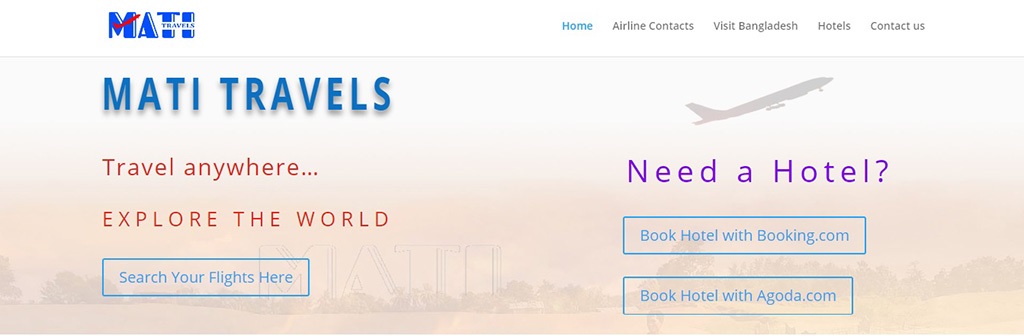 MATI
TRAVELS
Home
Airline Contacts
Visit Bangladesh
Hotels
Contact us
MATI TRAVELS
Travel anywhere...
EXPLORE THE WORLD
MATI
Search Your Flights Here
Need a Hotel?
Book Hotel with Booking.com
Book Hotel with Agoda.com